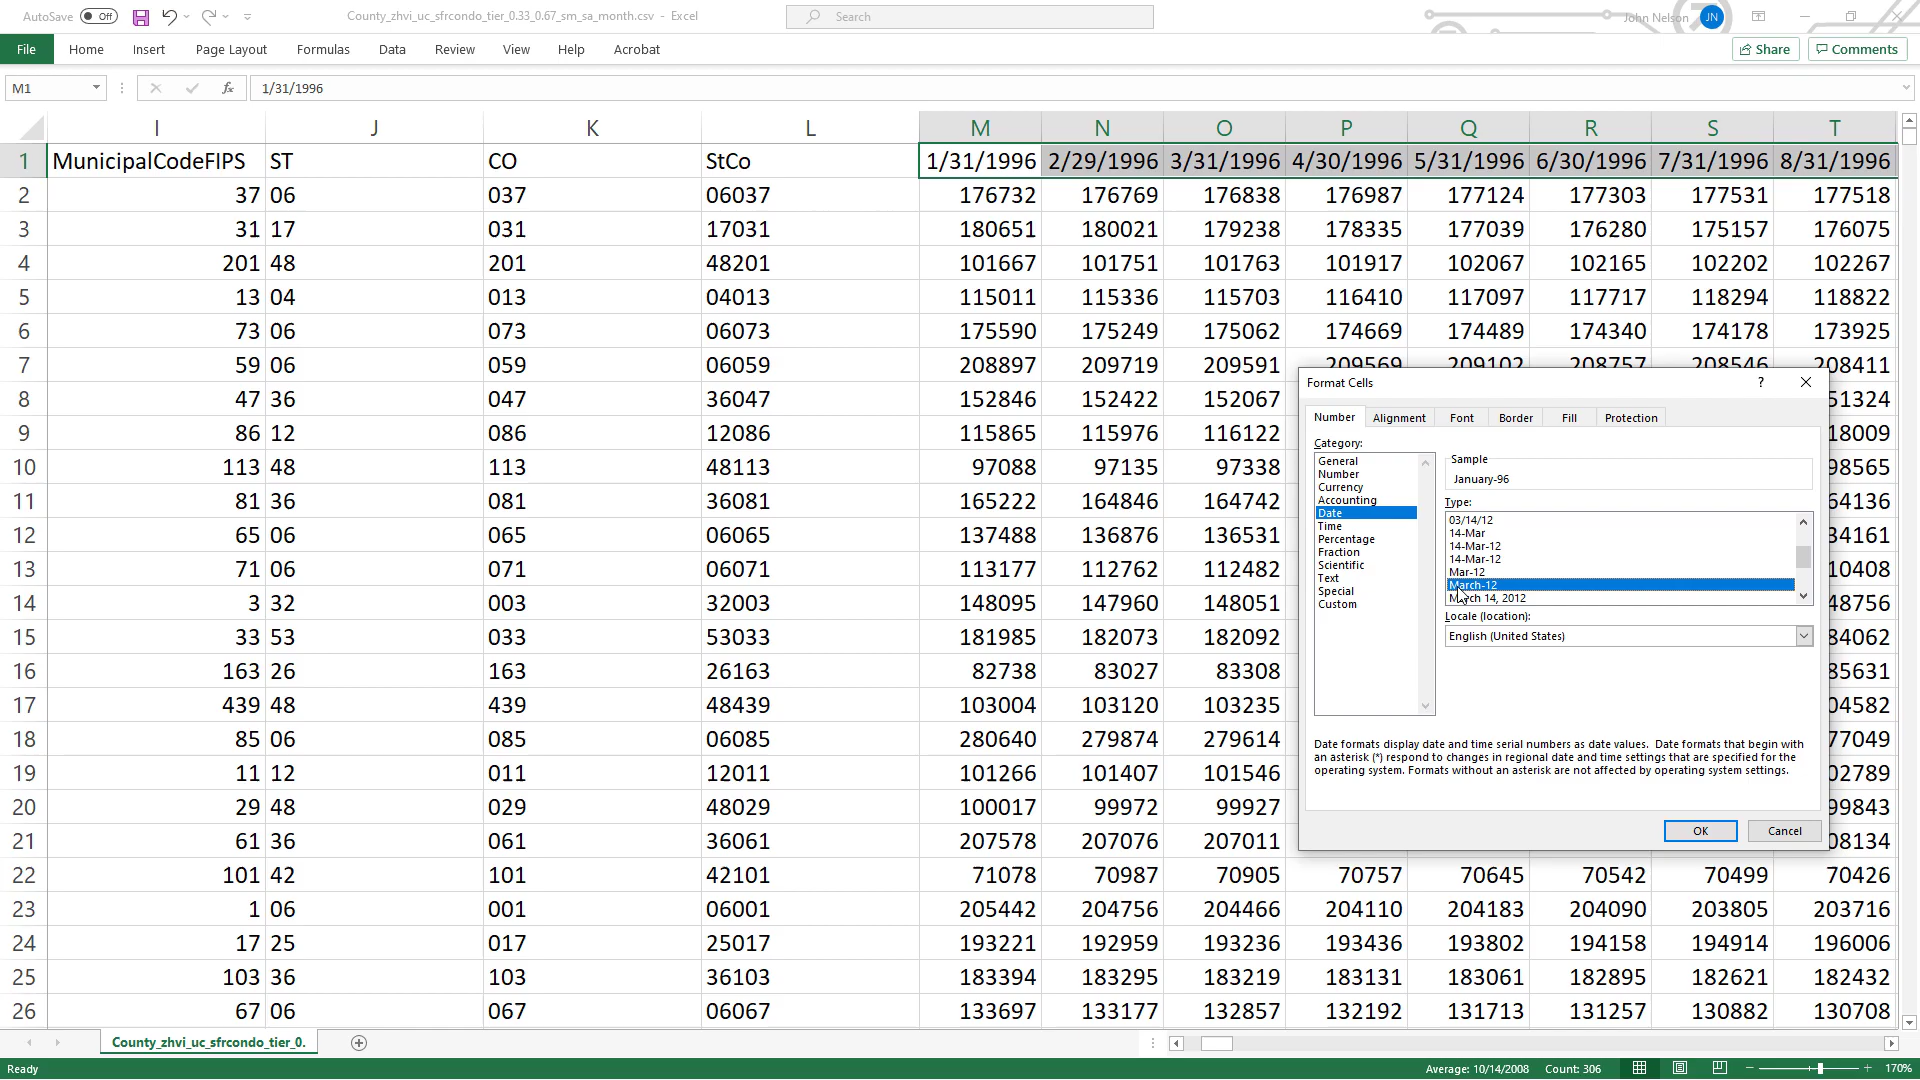 AutoSave Off County_zhvi_uc_sfrcondo_tier_0.33_0.67_sm_sa_month.csv - Excel Search John Nelson JN
File Home Insert Page Layout Formulas Data Review View Help Acrobat Share Comments
M1 fx 1/31/1996
I J K L M N O P Q R S T
1 MunicipalCodeFIPS ST CO StCo 1/31/1996 2/29/1996 3/31/1996 4/30/1996 5/31/1996 6/30/1996 7/31/1996 8/31/1996
2 37 06 037 06037 176732 176769 176838 176987 177124 177303 177531 177518
3 31 17 031 17031 180651 180021 179238 178335 177039 176280 175157 176075
4 201 48 201 48201 101667 101751 101763 101917 102067 102165 102202 102267
5 13 04 013 04013 115011 115336 115703 116410 117097 117717 118294 118822
6 73 06 073 06073 175590 175249 175062 174669 174489 174340 174178 173925
7 59 06 059 06059 208897 209719 209591 209569 209102 208757 208546 208411
8 47 36 047 36047 152846 152422 152067 51324
9 86 12 086 12086 115865 115976 116122 18009
10 113 48 113 48113 97088 97135 97338 98565
11 81 36 081 36081 165222 164846 164742 64136
12 65 06 065 06065 137488 136876 136531 34161
13 71 06 071 06071 113177 112762 112482 10408
14 3 32 003 32003 148095 147960 148051 48756
15 33 53 033 53033 181985 182073 182092 84062
16 163 26 163 26163 82738 83027 83308 85631
17 439 48 439 48439 103004 103120 103235 04582
18 85 06 085 06085 280640 279874 279614 77049
19 11 12 011 12011 101266 101407 101546 02789
20 29 48 029 48029 100017 99972 99927 99843
21 61 36 061 36061 207578 207076 207011 08134
22 101 42 101 42101 71078 70987 70905 70757 70645 70542 70499 70426
23 1 06 001 06001 205442 204756 204466 204110 204183 204090 203805 203716
24 17 25 017 25017 193221 192959 193236 193436 193802 194158 194914 196006
25 103 36 103 36103 183394 183295 183219 183131 183061 182895 182621 182432
26 67 06 067 06067 133697 133177 132857 132192 131713 131257 130882 130708
Format Cells ?
Number Alignment Font Border Fill Protection
Category:
General
Number
Currency
Accounting
Date
Time
Percentage
Fraction
Scientific
Text
Special
Custom
Sample
January-96
Type:
03/14/12
14-Mar
14-Mar-12
14-Mar-12
Mar-12
March-12
March 14, 2012
Locale (location):
English (United States)
Date formats display date and time serial numbers as date values. Date formats that begin with
an asterisk (*) respond to changes in regional date and time settings that are specified for the
operating system. Formats without an asterisk are not affected by operating system settings.
OK Cancel
County_zhvi_uc_sfrcondo_tier_0.
Ready Average: 10/14/2008 Count: 306 170%